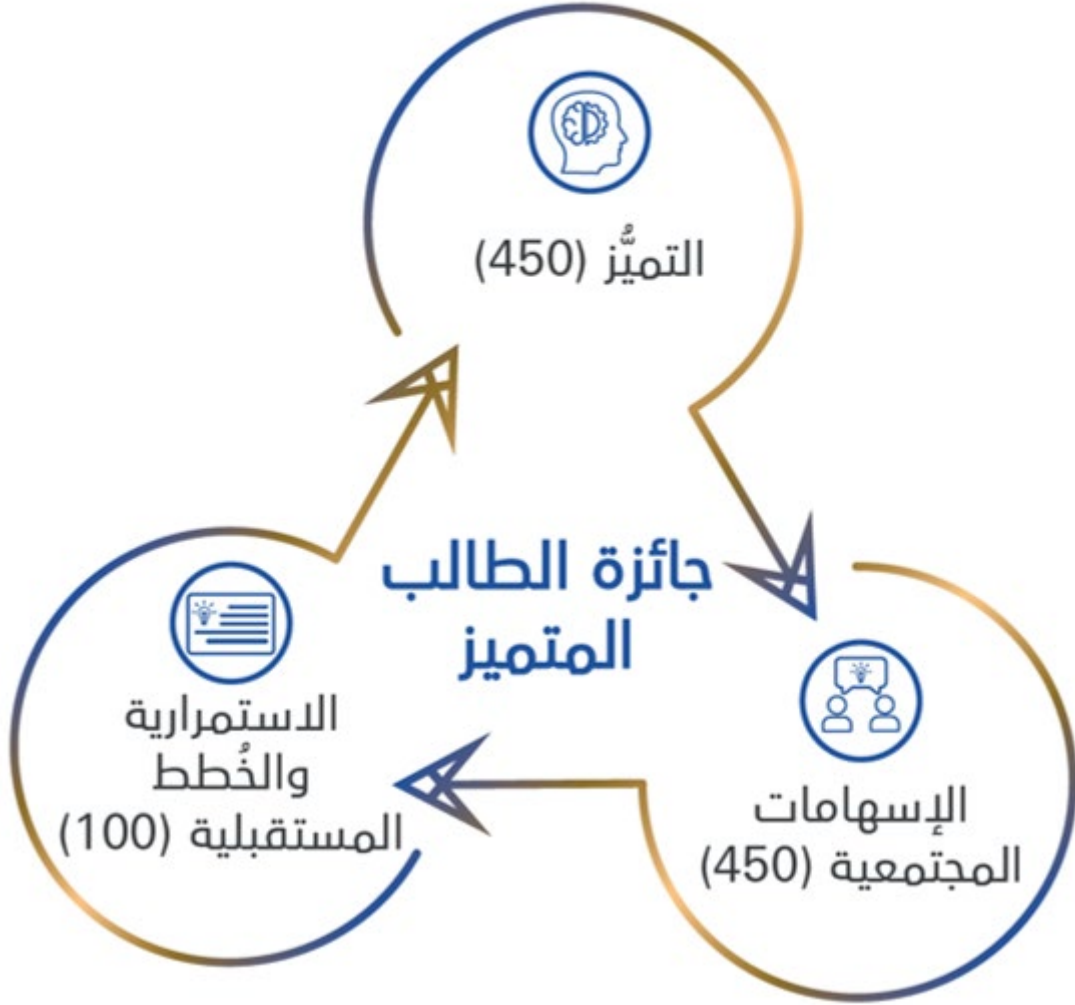 التميُّز (450)
جائزة الطالب
المتميز
الإسهامات
المجتمعية (450)
الاستمرارية
والخُطط
المستقبلية (100)